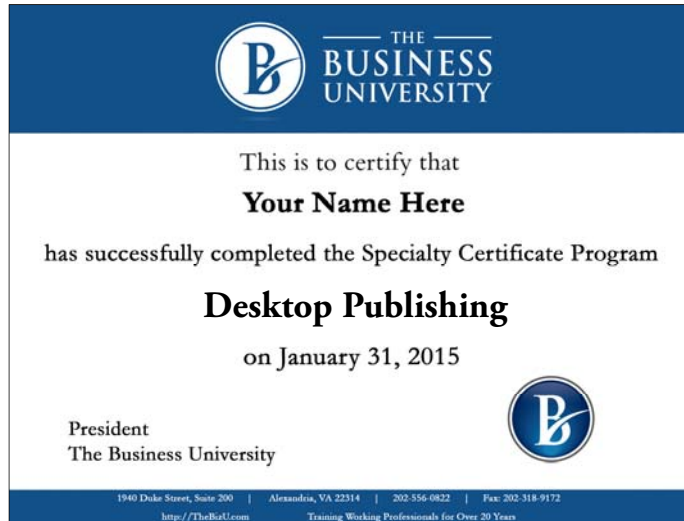 THE
BUSINESS
UNIVERSITY
This is to certify that
Your Name Here
has successfully completed the Specialty Certificate Program
Desktop Publishing
on January 31, 2015
President
The Business University
1940 Duke Street, Suite 200 | Alexandria, VA 22314 | 202-556-0822 | Fax: 202-318-9172
http://TheBizU.com Training Working Professionals for Over 20 Years